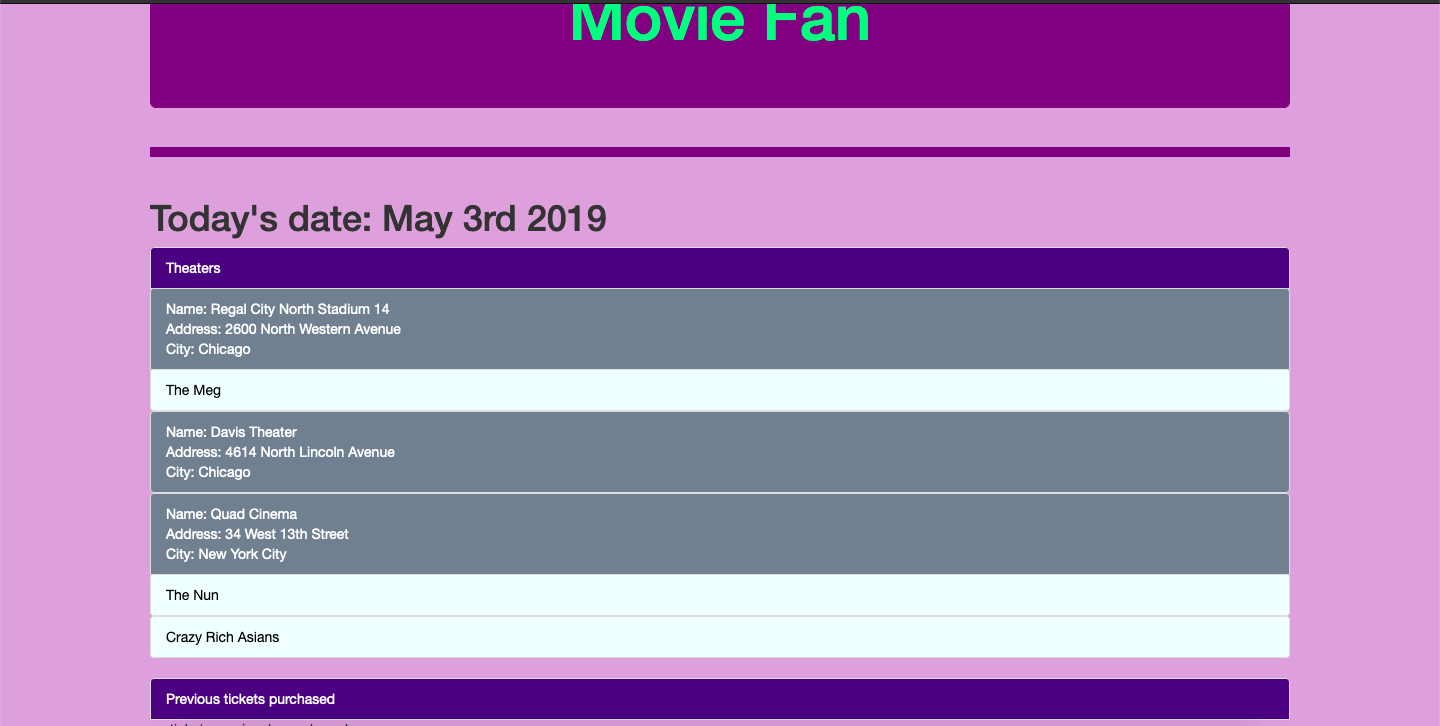 Movie Fan
Today's date: May 3rd 2019
Theaters
Name: Regal City North Stadium 14
Address: 2600 North Western Avenue
City: Chicago
The Meg
Name: Davis Theater
Address: 4614 North Lincoln Avenue
City: Chicago
Name: Quad Cinema
Address: 34 West 13th Street
City: New York City
The Nun
Crazy Rich Asians
Previous tickets purchased